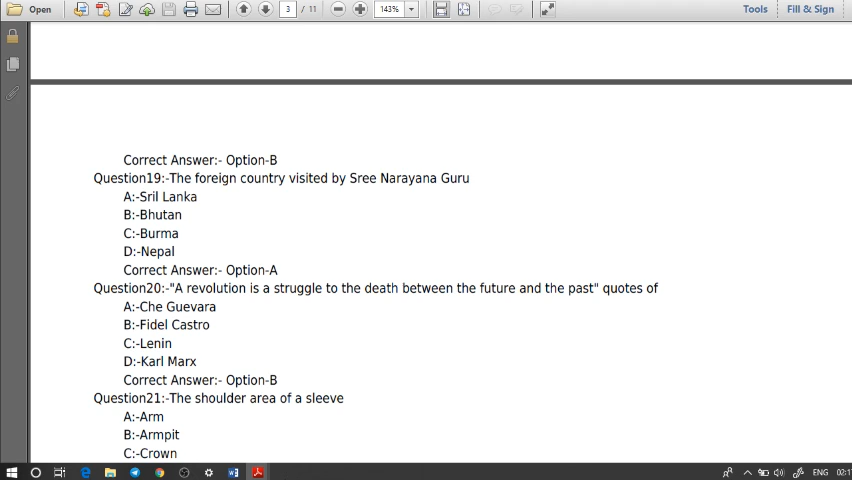 Open
3 / 11
143%
Tools
Fill & Sign
Correct Answer:- Option-B
Question19:-The foreign country visited by Sree Narayana Guru
A:-Sril Lanka
B:-Bhutan
C:-Burma
D:-Nepal
Correct Answer:- Option-A
Question20:-"A revolution is a struggle to the death between the future and the past" quotes of
A:-Che Guevara
B:-Fidel Castro
C:-Lenin
D:-Karl Marx
Correct Answer:- Option-B
Question21:-The shoulder area of a sleeve
A:-Arm
B:-Armpit
C:-Crown
ENG